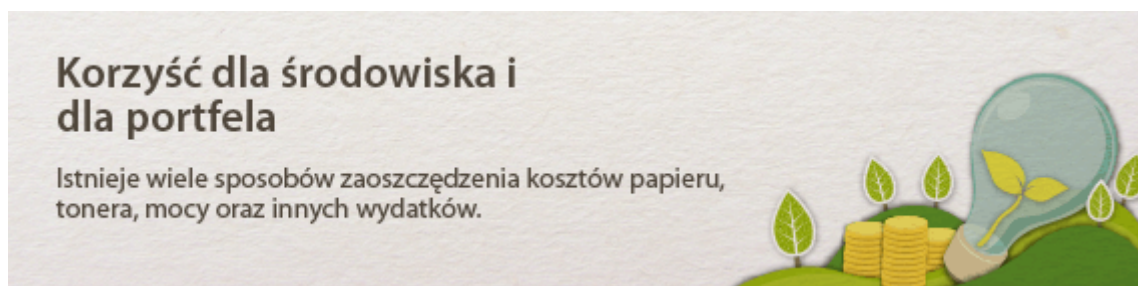 Korzyść dla środowiska i
dla portfela
Istnieje wiele sposobów zaoszczędzenia kosztów papieru,
tonera, mocy oraz innych wydatków.